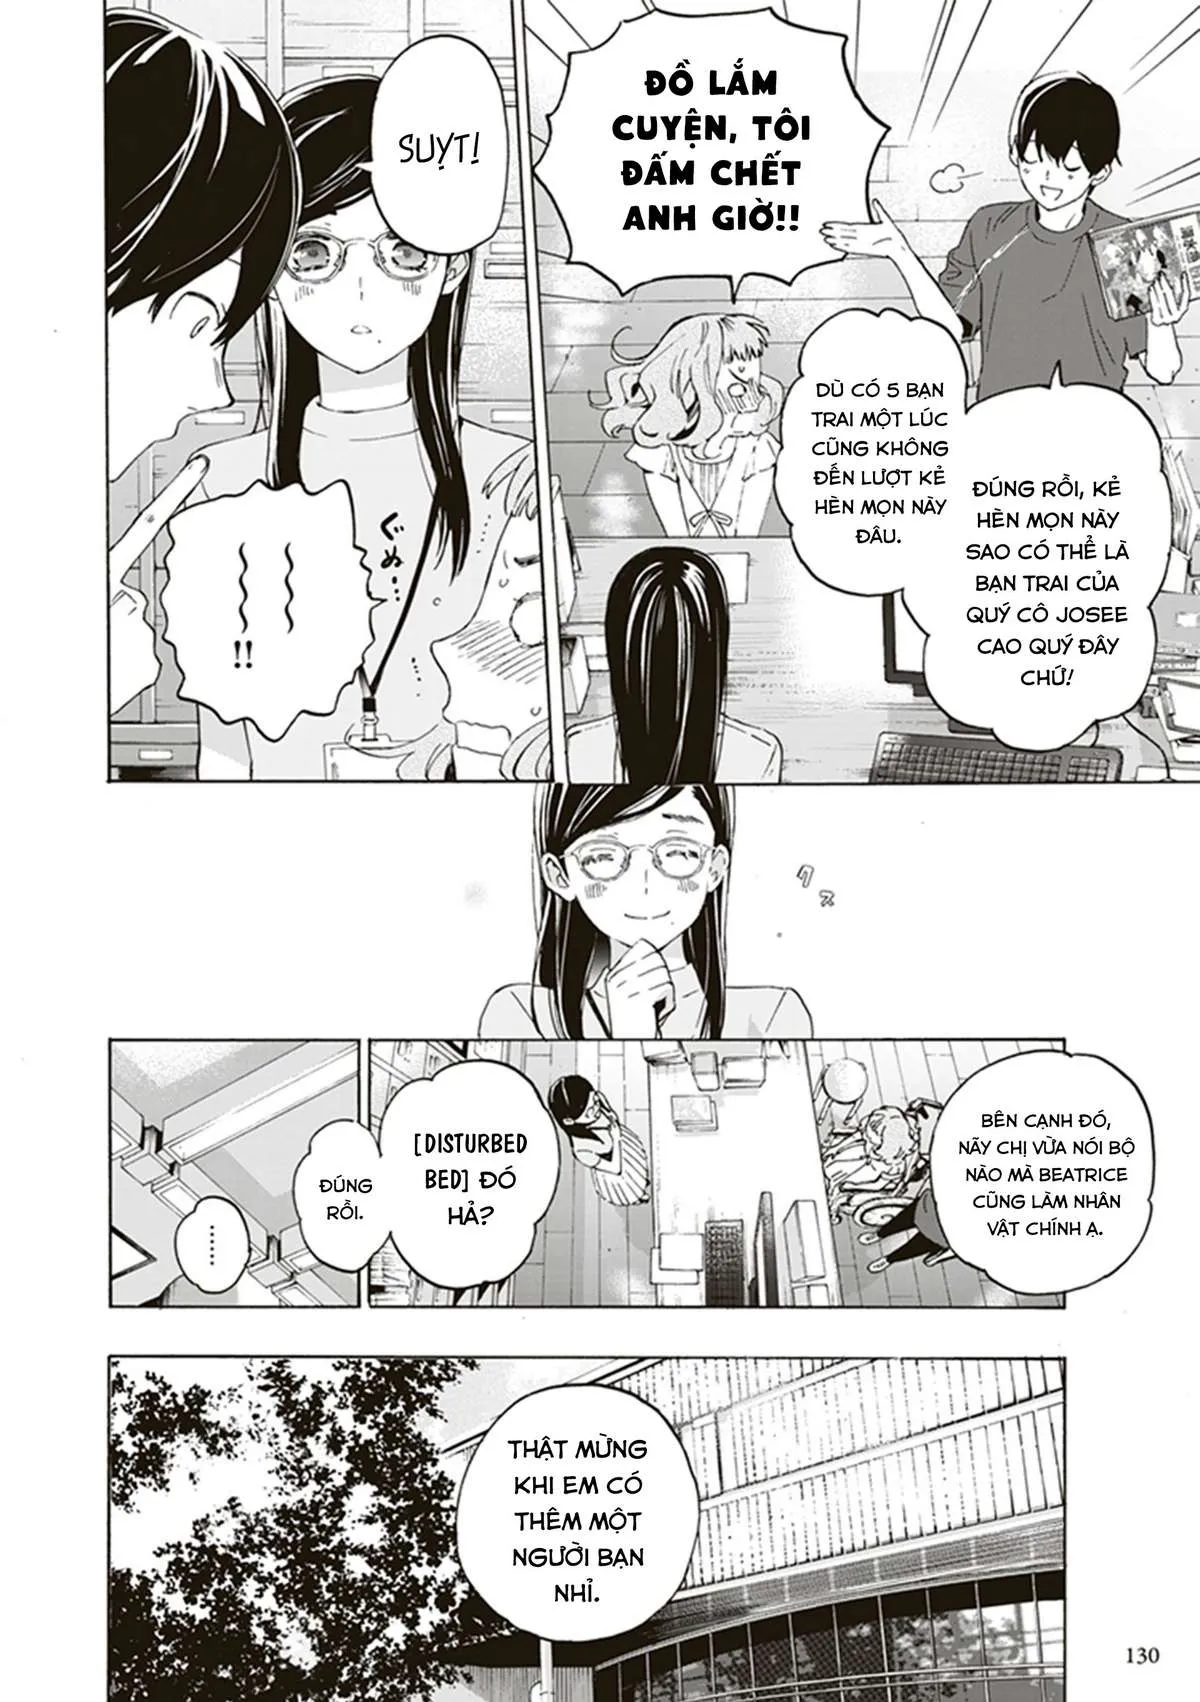 ĐÚNG RỒI, KẺ
HÈN MỌN NÀY
SAO CÓ THỂ LÀ
BẠN TRAI CỦA
QUÝ CÔ JOSEE
CAO QUÝ ĐÂY
CHỨ!
DÙ CÓ 5 BẠN
TRAI MỘT LÚC
CŨNG KHÔNG
ĐẾN LƯỢT KẺ
HÈN MỌN NÀY
ĐÂU.
ĐỒ LẮM
CUYỆN, TÔI
ĐẤM CHẾT
ANH GIỜ!!
SUỴT!
ぐぬ…
……
!!
クス
BÊN CẠNH ĐÓ,
NÃY CHỊ VỪA NÓI BỘ
NÀO MÀ BEATRICE
CŨNG LÀM NHÂN
VẬT CHÍNH Ạ.
[DISTURBED
BED] ĐÓ
HẢ?
ĐÚNG
RỒI.
……
THẬT MỪNG
KHI EM CÓ
THÊM MỘT
NGƯỜI BẠN
NHỈ.
130